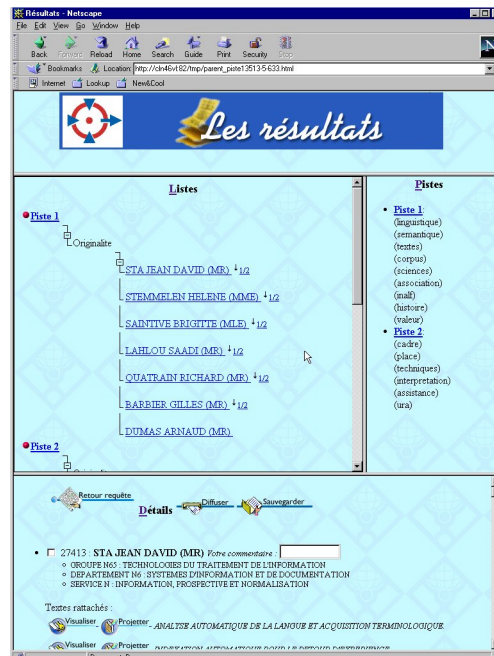 Résultats - Netscape
File Edit View Go Window Help
Back Forward Reload Home Search Guide Print Security Stop
Bookmarks Location: http://cln46vt:82/tmp/parent_piste13513-5-633.html
Internet Lookup New&Cool
Les résultats
Listes
Piste 1
Originalite
STA JEAN DAVID (MR) 1/2
STEMMELEN HELENE (MME) 1/2
SAINTIVE BRIGITTE (MLE) 1/2
LAHLOU SAADI (MR) 1/2
QUATRAIN RICHARD (MR) 1/2
BARBIER GILLES (MR) 1/2
DUMAS ARNAUD (MR)
Piste 2
Pistes
Piste 1:
(linguistique)
(semantique)
(textes)
(corpus)
(sciences)
(association)
(inalf)
(histoire)
(valeur)
Piste 2:
(cadre)
(place)
(techniques)
(interpretation)
(assistance)
(ura)
Retour requête
Détails Diffuser Sauvegarder
27413 : STA JEAN DAVID (MR) Votre commentaire :
GROUPE N65 : TECHNOLOGIES DU TRAITEMENT DE L'INFORMATION
DEPARTEMENT N6 : SYSTEMES D'INFORMATION ET DE DOCUMENTATION
SERVICE N : INFORMATION, PROSPECTIVE ET NORMALISATION
Textes rattachés :
Visualiser - Projetter - ANALYSE AUTOMATIQUE DE LA LANGUE ET ACQUISITION TERMINOLOGIQUE.
Visualiser Projetter